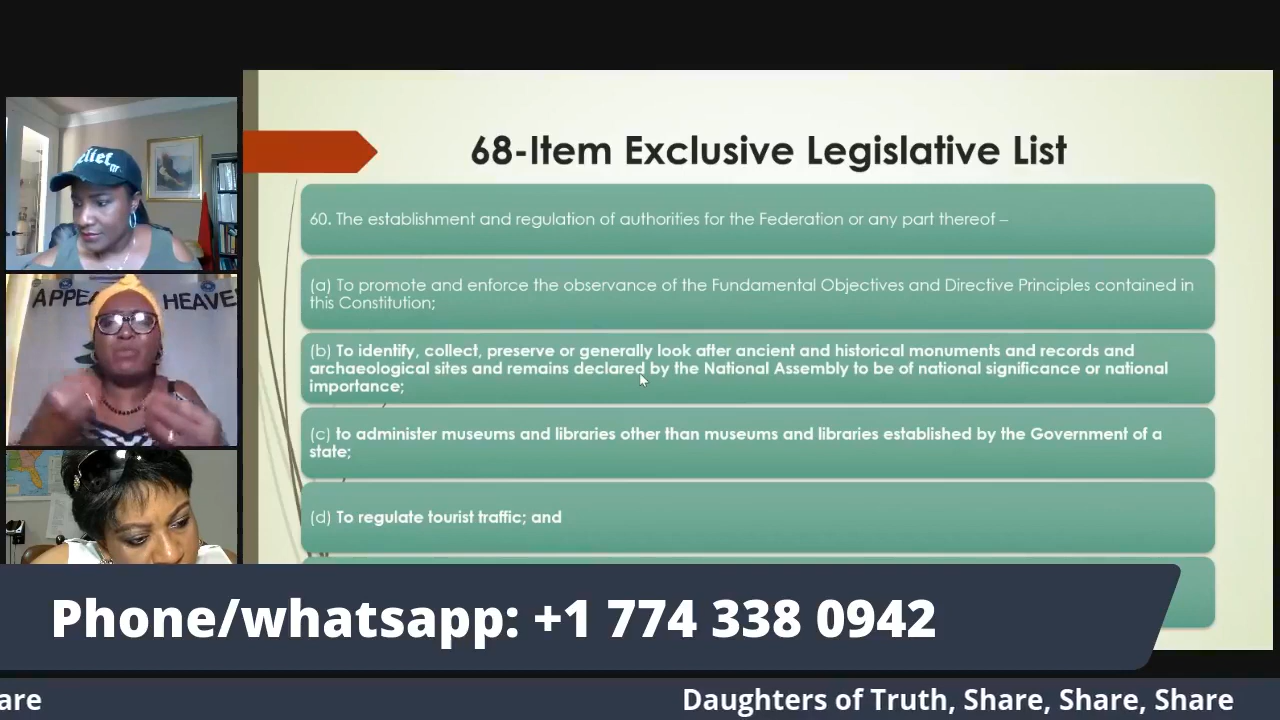 68-Item Exclusive Legislative List
60. The establishment and regulation of authorities for the Federation or any part thereof –
(a) To promote and enforce the observance of the Fundamental Objectives and Directive Principles contained in
this Constitution;
(b) To identify, collect, preserve or generally look after ancient and historical monuments and records and
archaeological sites and remains declared by the National Assembly to be of national significance or national
importance;
(c) to administer museums and libraries other than museums and libraries established by the Government of a
state;
(d) To regulate tourist traffic; and
APPEA HEAVE
Phone/whatsapp: +1 774 338 0942
are Daughters of Truth, Share, Share, Share